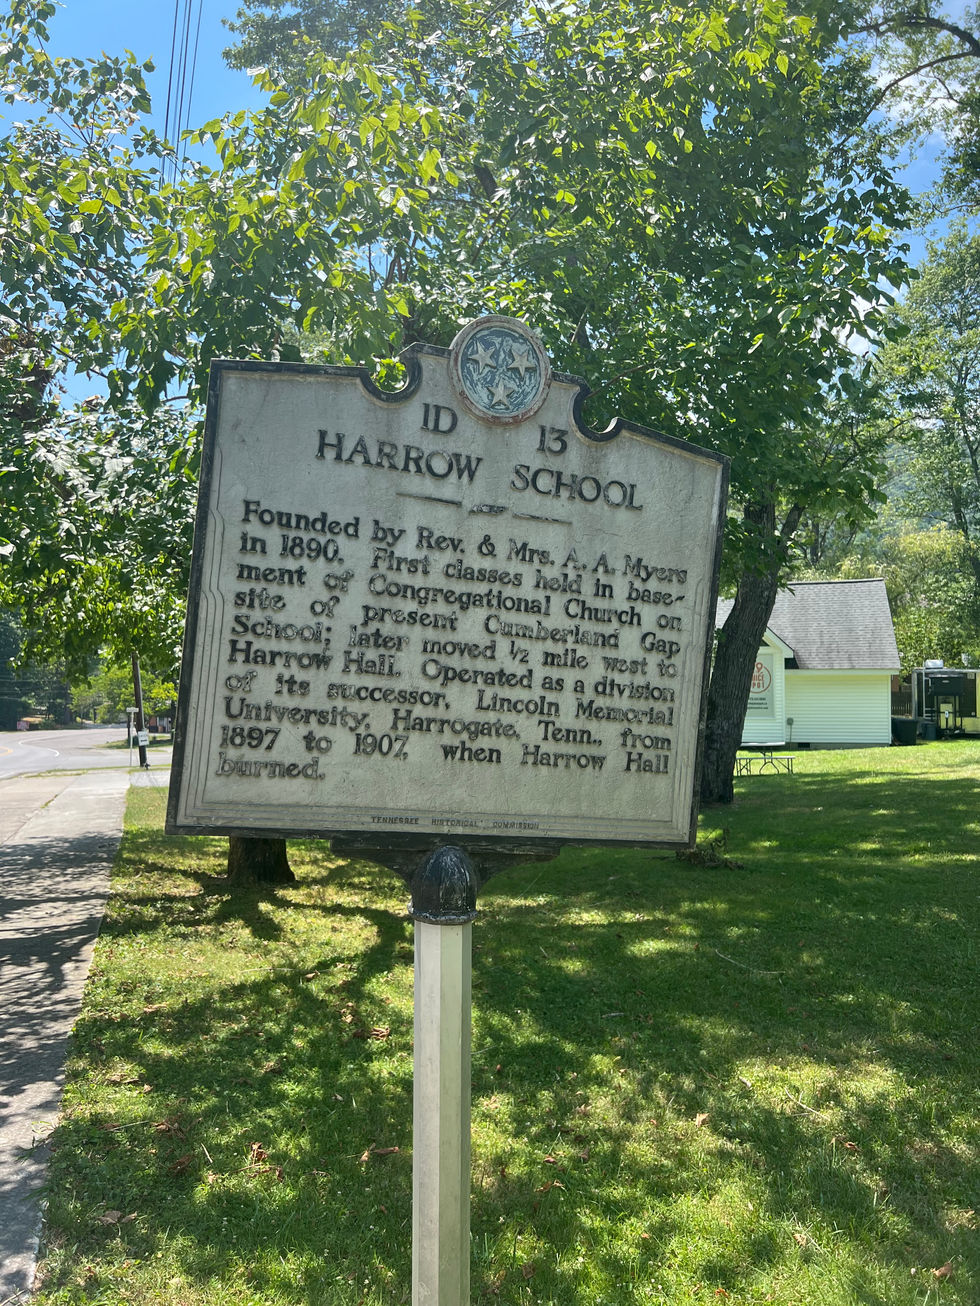 1D 13
HARROW SCHOOL
Founded by Rev. & Mrs. A. A. Myers
in 1890. First classes held in base-
ment of Congregational Church on
site of present Cumberland Gap
School; later moved ½ mile west to
Harrow Hall. Operated as a division
of its successor, Lincoln Memorial
University, Harrogate, Tenn., from
1897 to 1907, when Harrow Hall
burned.
TENNESSEE HISTORICAL COMMISSION